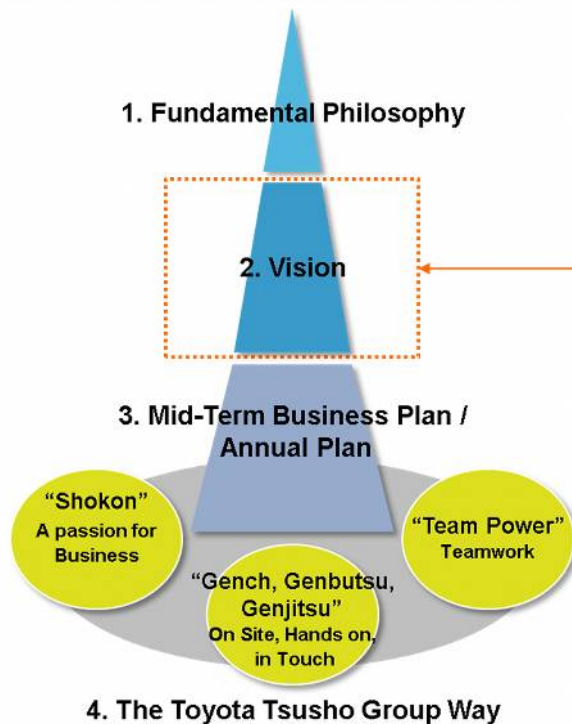 1. Fundamental Philosophy
2. Vision
3. Mid-Term Business Plan /
Annual Plan
“Shokon”
A passion for
Business
“Team Power”
Teamwork
“Gench, Genbutsu,
Genjitsu”
On Site, Hands on,
in Touch
4. The Toyota Tsusho Group Way